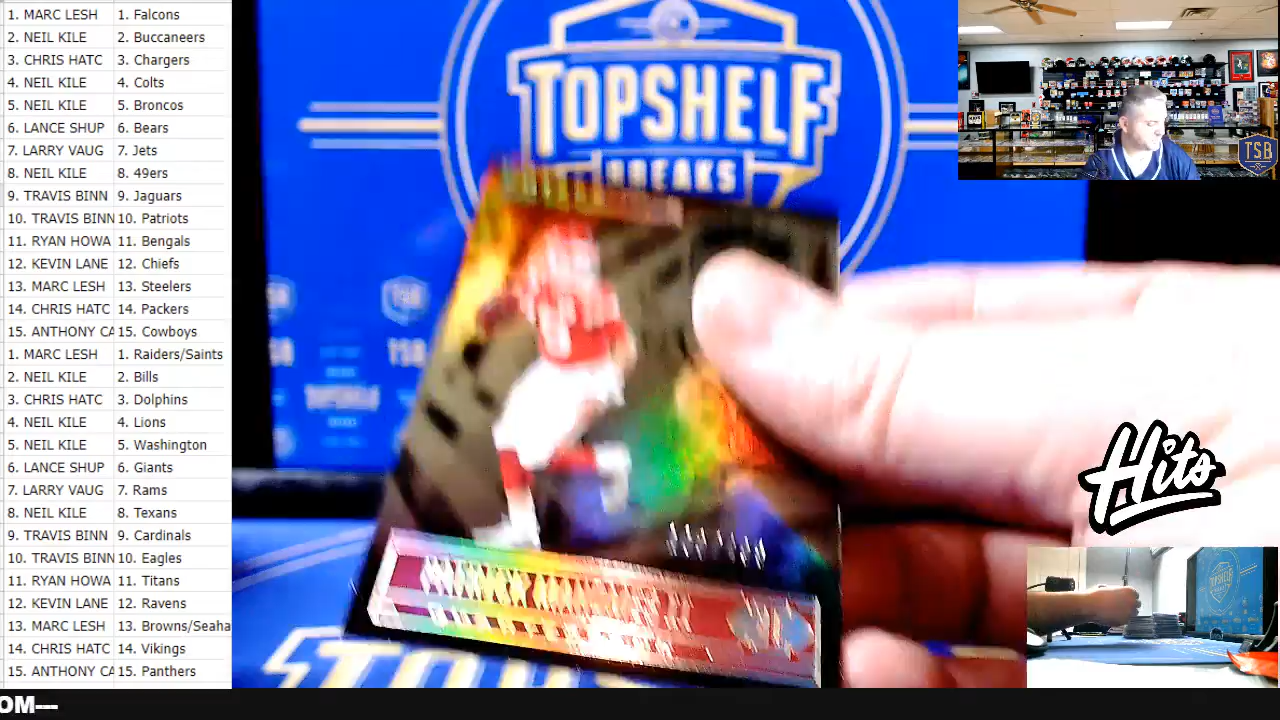 1. MARC LESH 1. Falcons
2. NEIL KILE 2. Buccaneers
3. CHRIS HATC 3. Chargers
4. NEIL KILE 4. Colts
5. NEIL KILE 5. Broncos
6. LANCE SHUP 6. Bears
7. LARRY VAUG 7. Jets
8. NEIL KILE 8. 49ers
9. TRAVIS BINN 9. Jaguars
10. TRAVIS BINN 10. Patriots
11. RYAN HOWA 11. Bengals
12. KEVIN LANE 12. Chiefs
13. MARC LESH 13. Steelers
14. CHRIS HATC 14. Packers
15. ANTHONY CA 15. Cowboys
1. MARC LESH 1. Raiders/Saints
2. NEIL KILE 2. Bills
3. CHRIS HATC 3. Dolphins
4. NEIL KILE 4. Lions
5. NEIL KILE 5. Washington
6. LANCE SHUP 6. Giants
7. LARRY VAUG 7. Rams
8. NEIL KILE 8. Texans
9. TRAVIS BINN 9. Cardinals
10. TRAVIS BINN 10. Eagles
11. RYAN HOWA 11. Titans
12. KEVIN LANE 12. Ravens
13. MARC LESH 13. Browns/Seaha
14. CHRIS HATC 14. Vikings
15. ANTHONY CA 15. Panthers
TOPSHELF
BREAKS
TSB
TSB
Hits
TOPSHELF
OM---